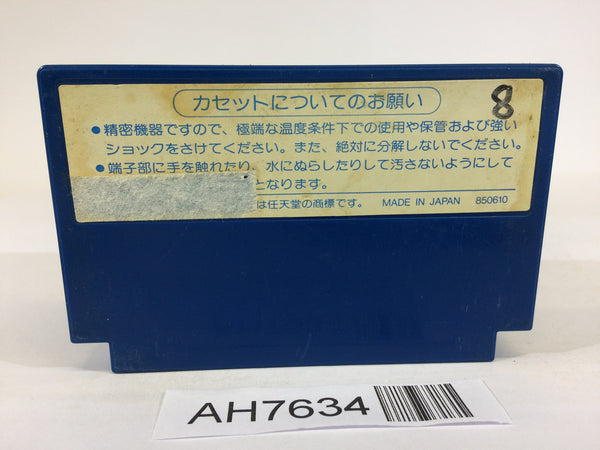 カセットについてのお願い
8
●精密機器ですので、極端な温度条件下での使用や保管および強い
ショックをさけてください。また、絶対に分解しないでください。
●端子部に手を触れたり、水にぬらしたりして汚さないようにして
となります。
は任天堂の商標です。 MADE IN JAPAN 850610
AH7634